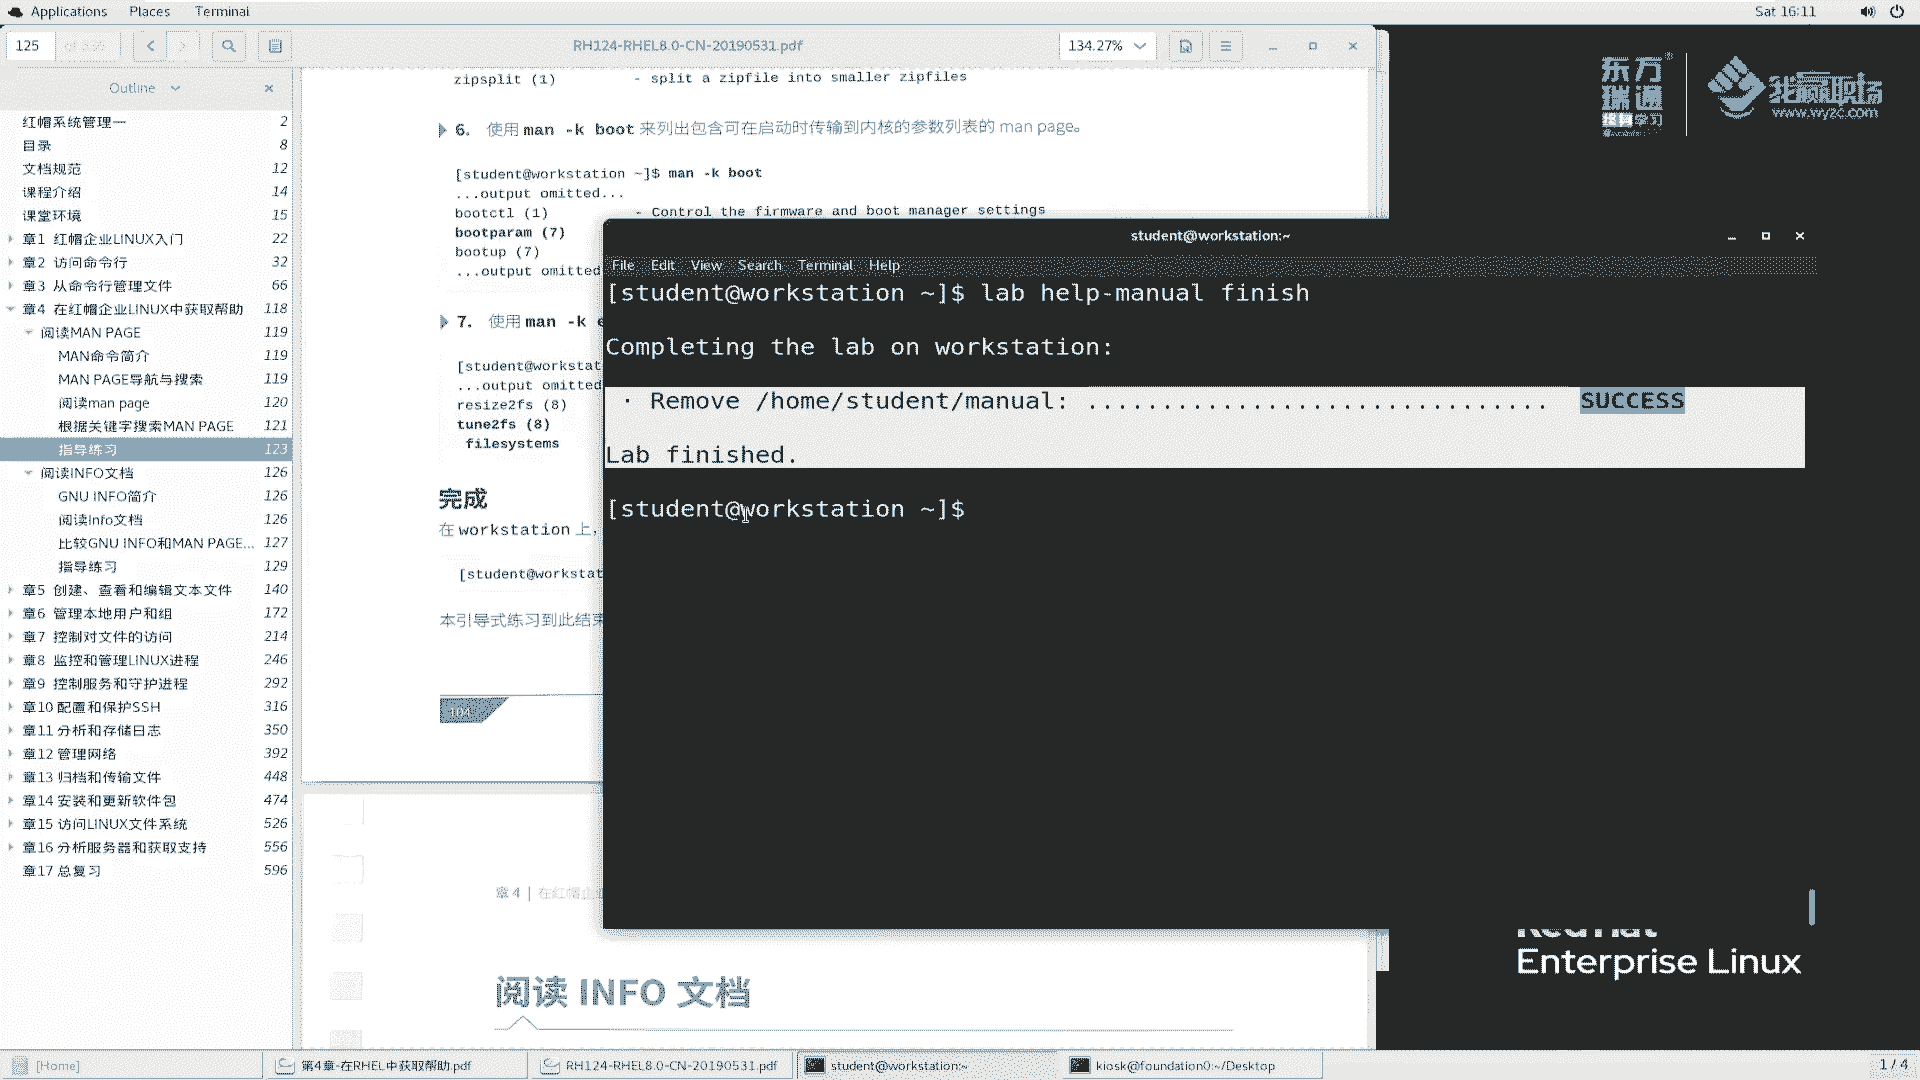 Applications Places Terminal
Sat 16:11
125
RH124-RHEL8.0-CN-20190531.pdf
134.27%
Outline
红帽系统管理一 2
目录 8
文档规范 12
课程介绍 14
课堂环境 15
章1 红帽企业LINUX入门 22
章2 访问命令行 32
章3 从命令行管理文件 66
章4 在红帽企业LINUX中获取帮助 118
阅读MAN PAGE 119
MAN命令简介 119
MAN PAGE导航与搜索 119
阅读man page 120
根据关键字搜索MAN PAGE 121
指导练习 123
阅读INFO文档 126
GNU INFO简介 126
阅读Info文档 126
比较GNU INFO和MAN PAGE... 127
指导练习 129
章5 创建、查看和编辑文本文件 140
章6 管理本地用户和组 172
章7 控制对文件的访问 214
章8 监控和管理LINUX进程 246
章9 控制服务和守护进程 292
章10 配置和保护SSH 316
章11 分析和存储日志 350
章12 管理网络 392
章13 归档和传输文件 448
章14 安装和更新软件包 474
章15 访问LINUX文件系统 526
章16 分析服务器和获取支持 556
章17 总复习 596
zipsplit (1) - split a zipfile into smaller zipfiles
6. 使用 man -k boot 来列出包含可在启动时传输到内核的参数列表的 man page。
[student@workstation ~]$ man -k boot
...output omitted...
bootctl (1) - Control the firmware and boot manager settings
bootparam (7)
bootup (7)
...output omitted
7. 使用 man -k e
[student@workstat
...output omitted
resize2fs (8)
tune2fs (8)
filesystems
完成
在 workstation 上，
[student@workstat
本引导式练习到此结束
104
章 4 | 在红帽企业
阅读 INFO 文档
student@workstation:~
File Edit View Search Terminal Help
[student@workstation ~]$ lab help-manual finish
Completing the lab on workstation:
· Remove /home/student/manual: ............................... SUCCESS
Lab finished.
[student@workstation ~]$
东方瑞通
终身学习
我赢职场
www.wyzc.com
Enterprise Linux
[Home]
第4章-在RHEL中获取帮助.pdf
RH124-RHEL8.0-CN-20190531.pdf
student@workstation:~
kiosk@foundation0:~/Desktop
1 / 4